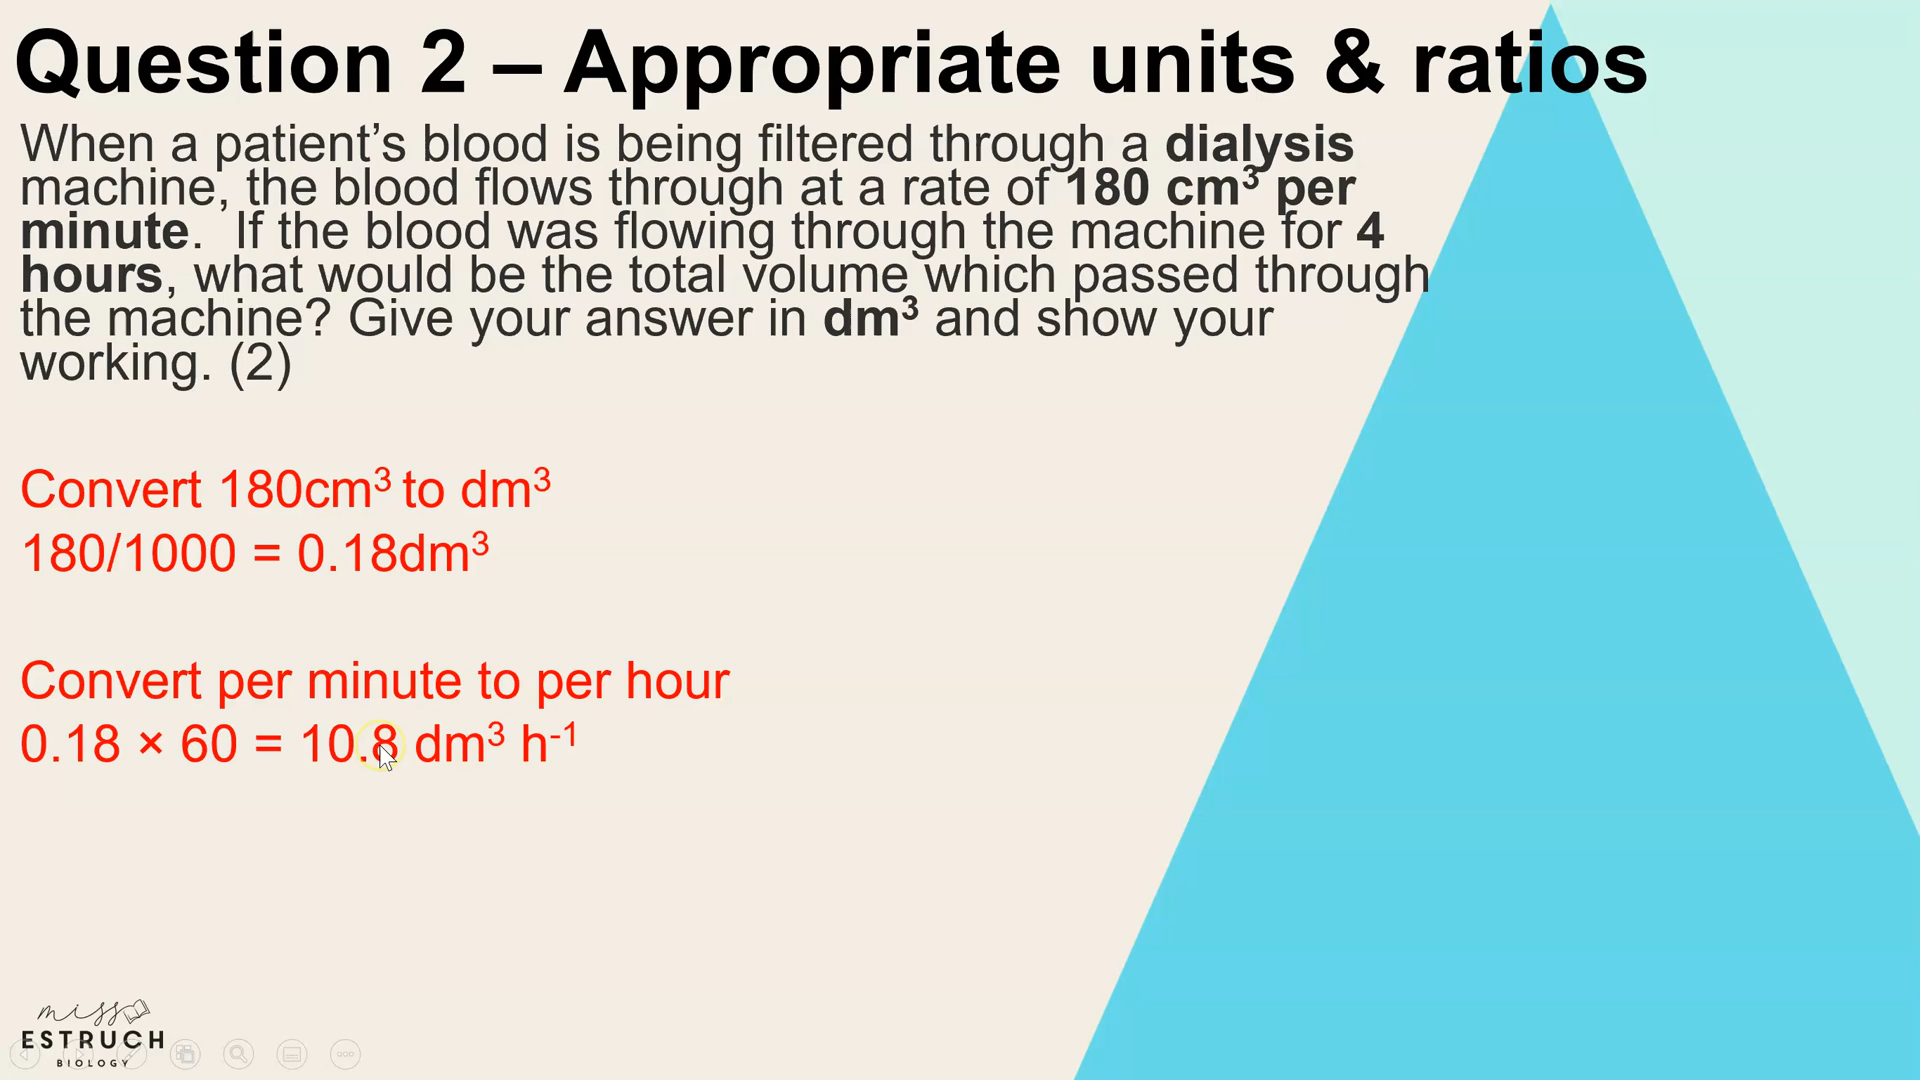 Question 2 – Appropriate units & ratios
When a patient’s blood is being filtered through a dialysis
machine, the blood flows through at a rate of 180 cm³ per
minute.  If the blood was flowing through the machine for 4
hours, what would be the total volume which passed through
the machine? Give your answer in dm³ and show your
working. (2)
Convert 180cm³ to dm³
180/1000 = 0.18dm³
Convert per minute to per hour
0.18 × 60 = 10.8 dm³ h⁻¹
miss
ESTRUCH
BIOLOGY